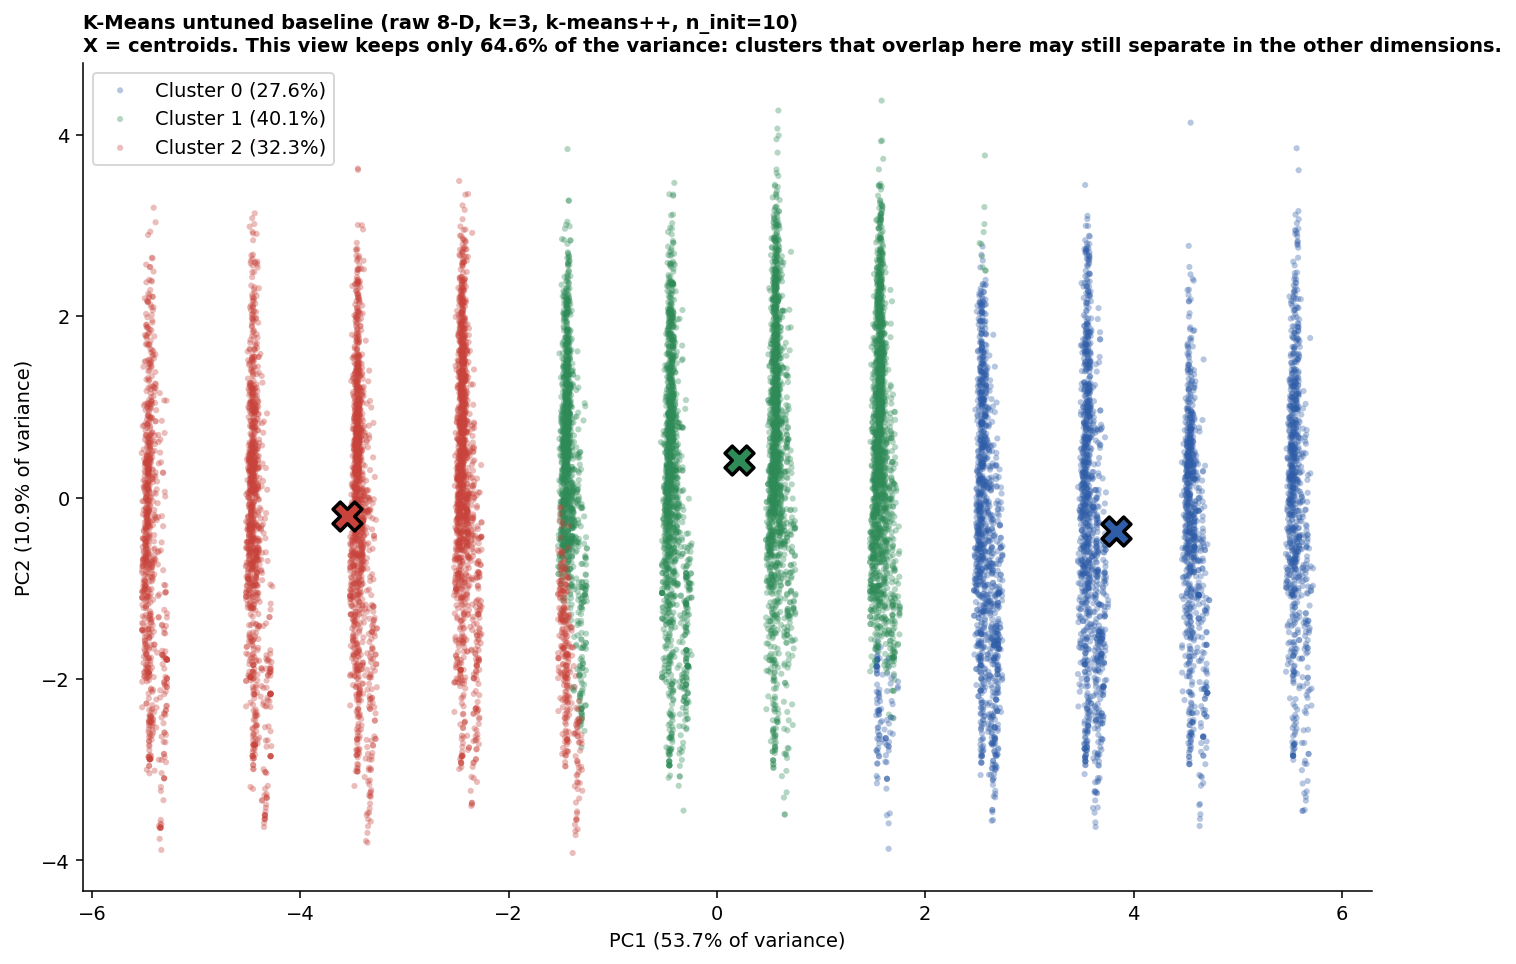 K-Means untuned baseline (raw 8-D, k=3, k-means++, n_init=10)
X = centroids. This view keeps only 64.6% of the variance: clusters that overlap here may still separate in the other dimensions.
Cluster 0 (27.6%)
Cluster 1 (40.1%)
Cluster 2 (32.3%)
4
2
0
−2
−4
PC2 (10.9% of variance)
−6
−4
−2
0
2
4
6
PC1 (53.7% of variance)